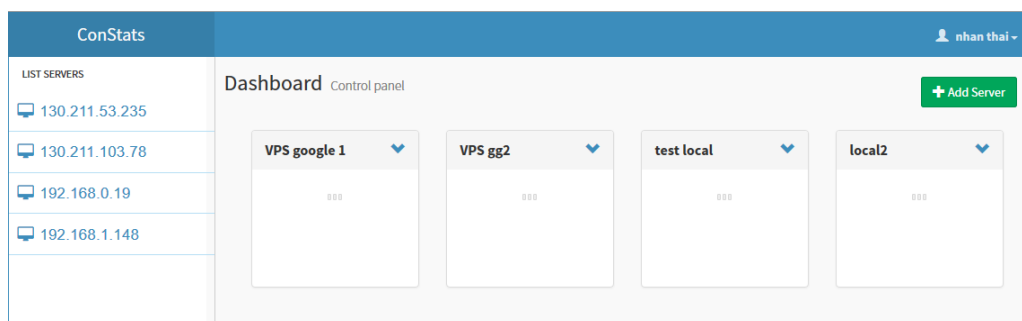 ConStats
nhan thai
LIST SERVERS
130.211.53.235
130.211.103.78
192.168.0.19
192.168.1.148
Dashboard Control panel
Add Server
VPS google 1
VPS gg2
test local
local2